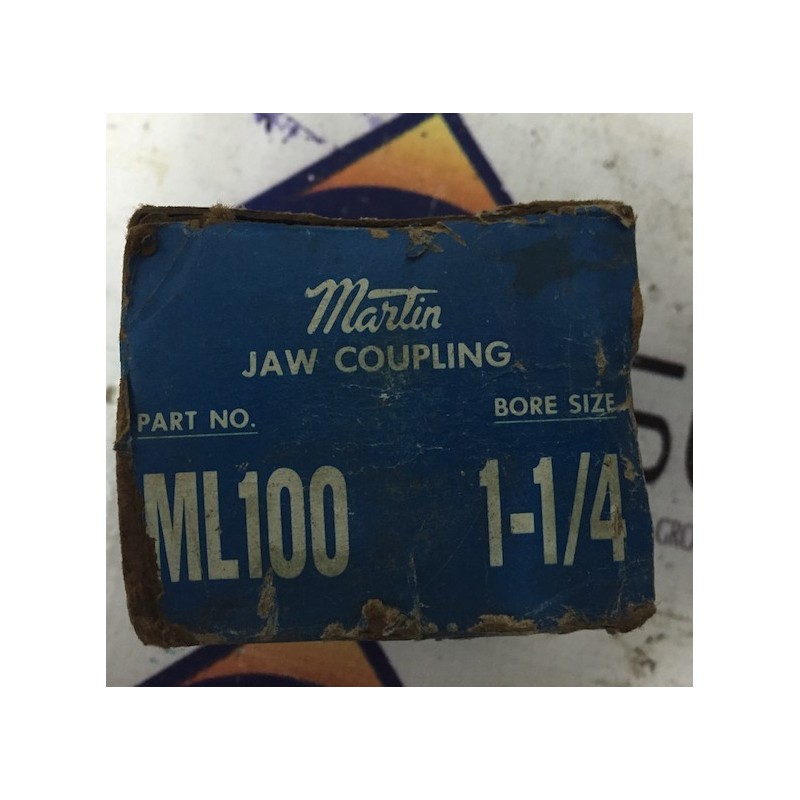 Martin
JAW COUPLING
PART NO.
BORE SIZE
ML100
1-1/4